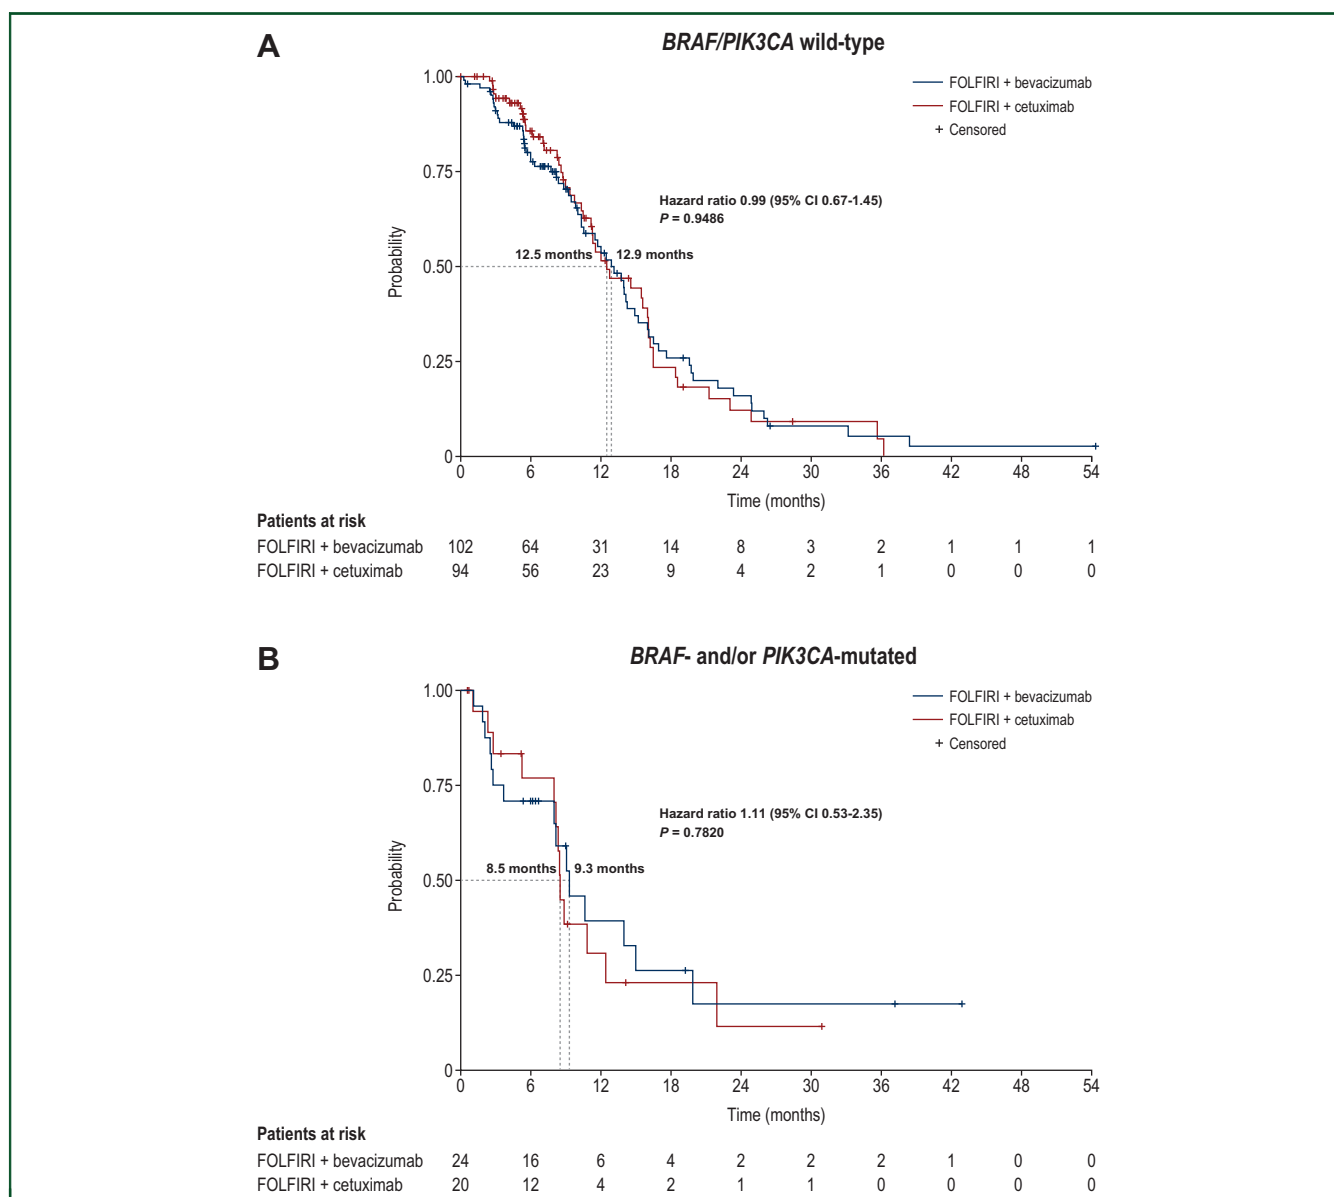 A
BRAF/PIK3CA wild-type
1.00
0.75
0.50
0.25
0
Probability
FOLFIRI + bevacizumab
FOLFIRI + cetuximab
+ Censored
Hazard ratio 0.99 (95% CI 0.67-1.45)
P = 0.9486
12.5 months 12.9 months
0 6 12 18 24 30 36 42 48 54
Time (months)
Patients at risk
FOLFIRI + bevacizumab 102 64 31 14 8 3 2 1 1 1
FOLFIRI + cetuximab 94 56 23 9 4 2 1 0 0 0
B
BRAF- and/or PIK3CA-mutated
1.00
0.75
0.50
0.25
0
Probability
FOLFIRI + bevacizumab
FOLFIRI + cetuximab
+ Censored
Hazard ratio 1.11 (95% CI 0.53-2.35)
P = 0.7820
8.5 months 9.3 months
0 6 12 18 24 30 36 42 48 54
Time (months)
Patients at risk
FOLFIRI + bevacizumab 24 16 6 4 2 2 2 1 0 0
FOLFIRI + cetuximab 20 12 4 2 1 1 0 0 0 0